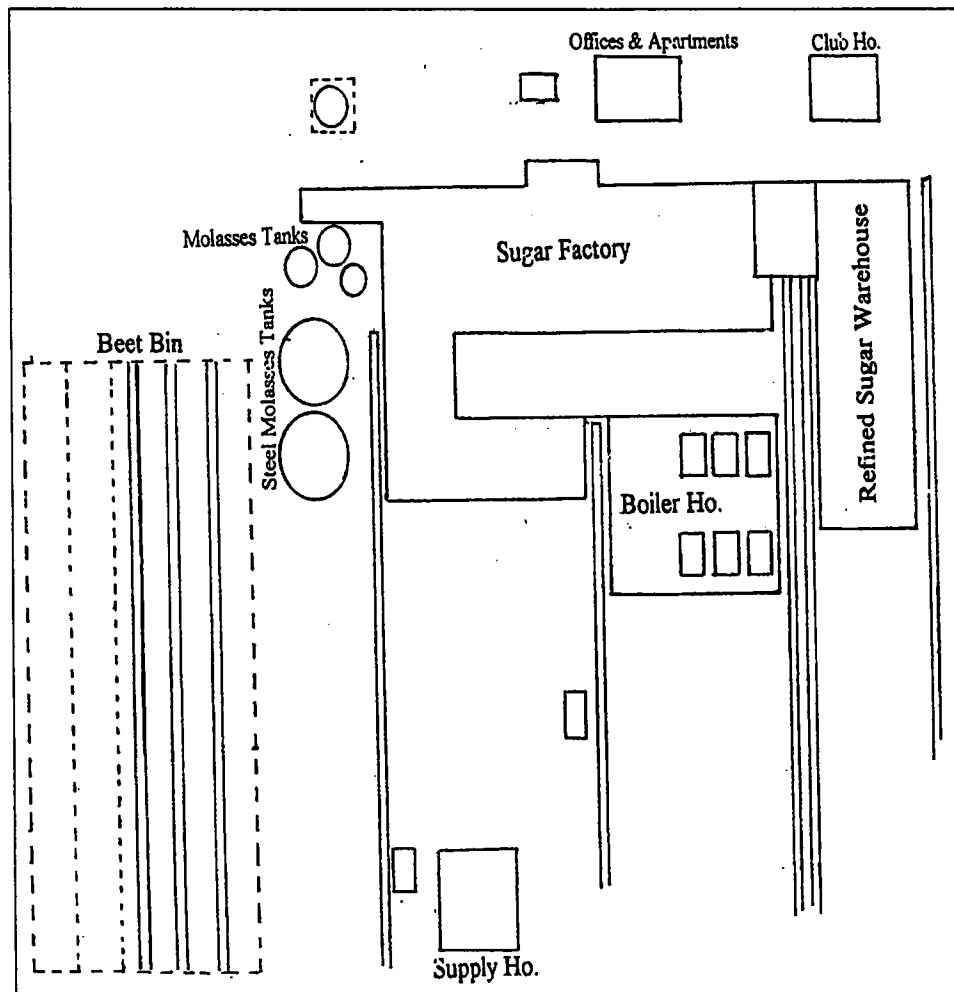 Offices & Apartments
Club Ho.
Molasses Tanks
Sugar Factory
Refined Sugar Warehouse
Steel Molasses Tanks
Beet Bin
Boiler Ho.
Supply Ho.